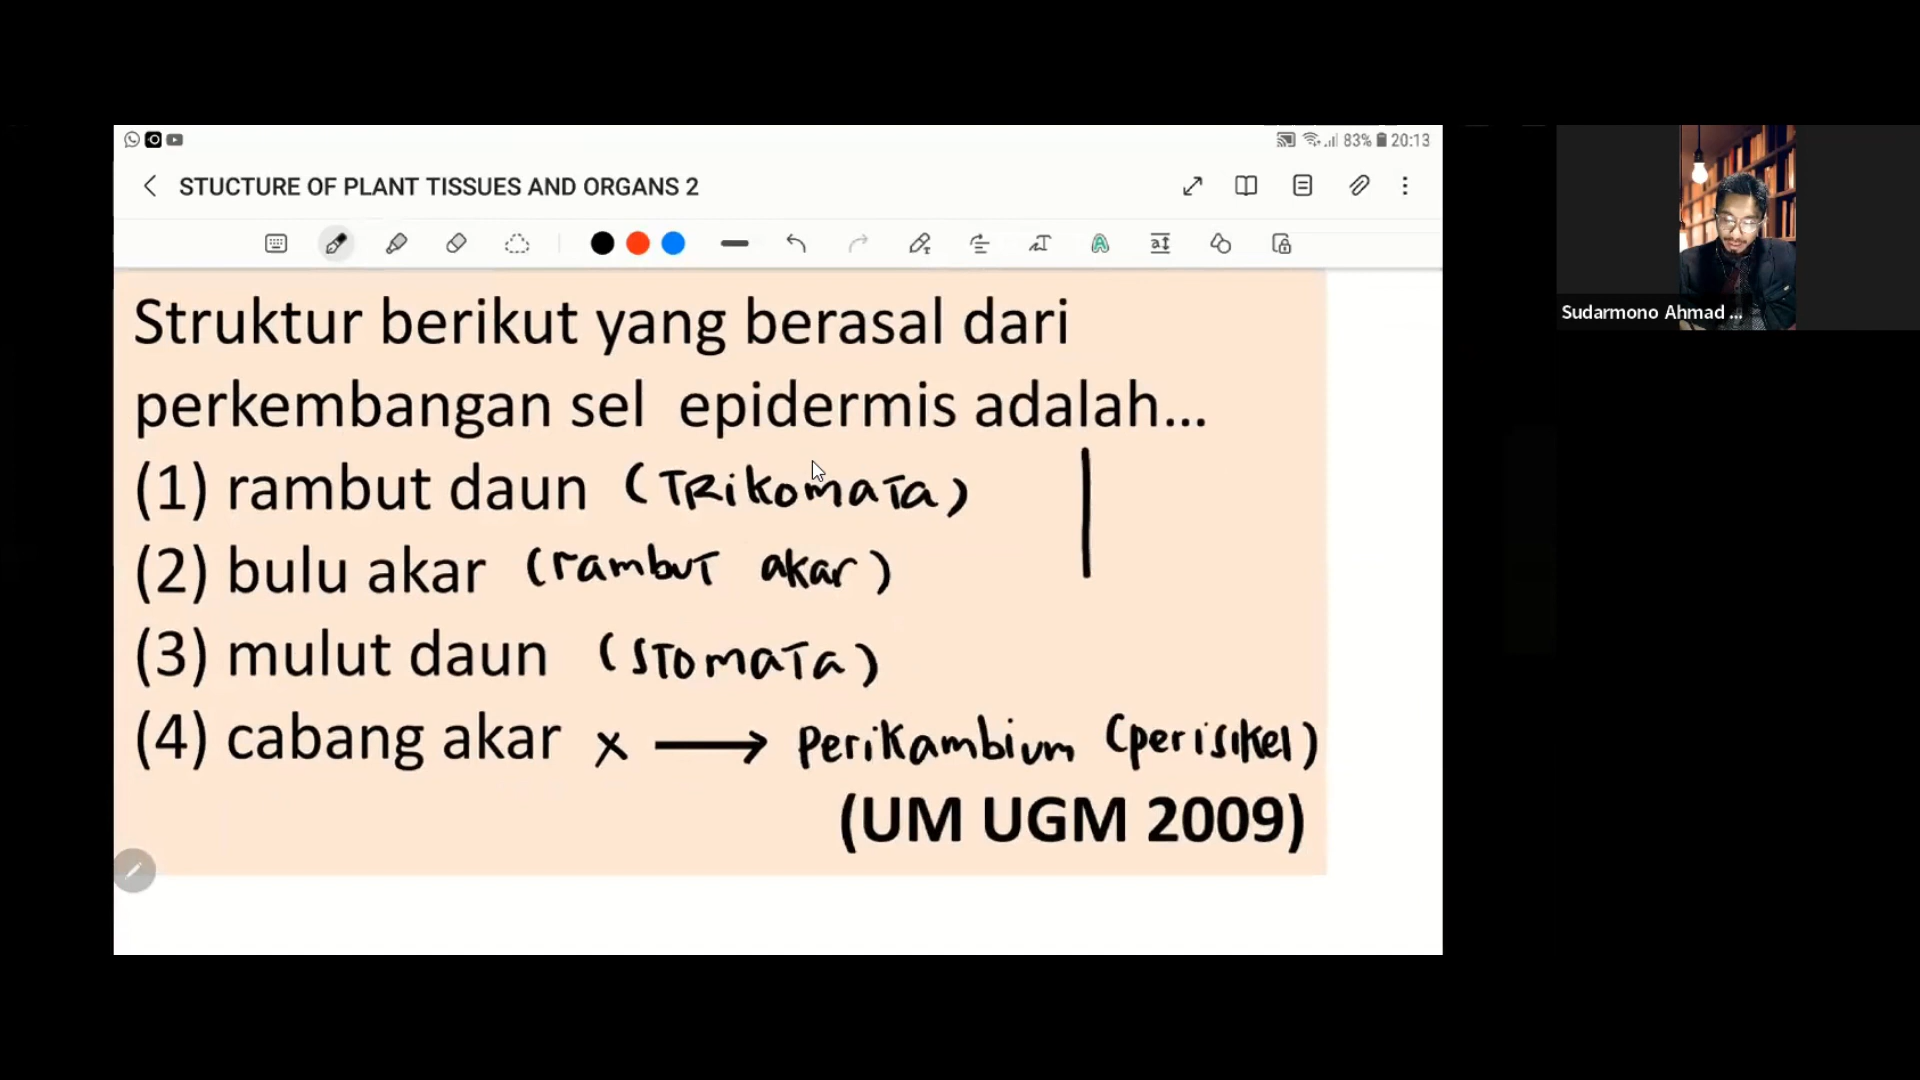 83% 20:13
STUCTURE OF PLANT TISSUES AND ORGANS 2
Struktur berikut yang berasal dari
perkembangan sel epidermis adalah...
(1) rambut daun (TRikomata)
(2) bulu akar (rambut akar)
(3) mulut daun (STomata)
(4) cabang akar x → Perikambium (perisikel)
(UM UGM 2009)
Sudarmono Ahmad ...